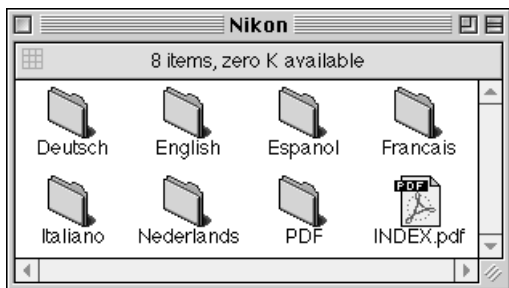 Nikon
8 items, zero K available
Deutsch English Espanol Francais
PDF
Italiano Nederlands PDF INDEX.pdf